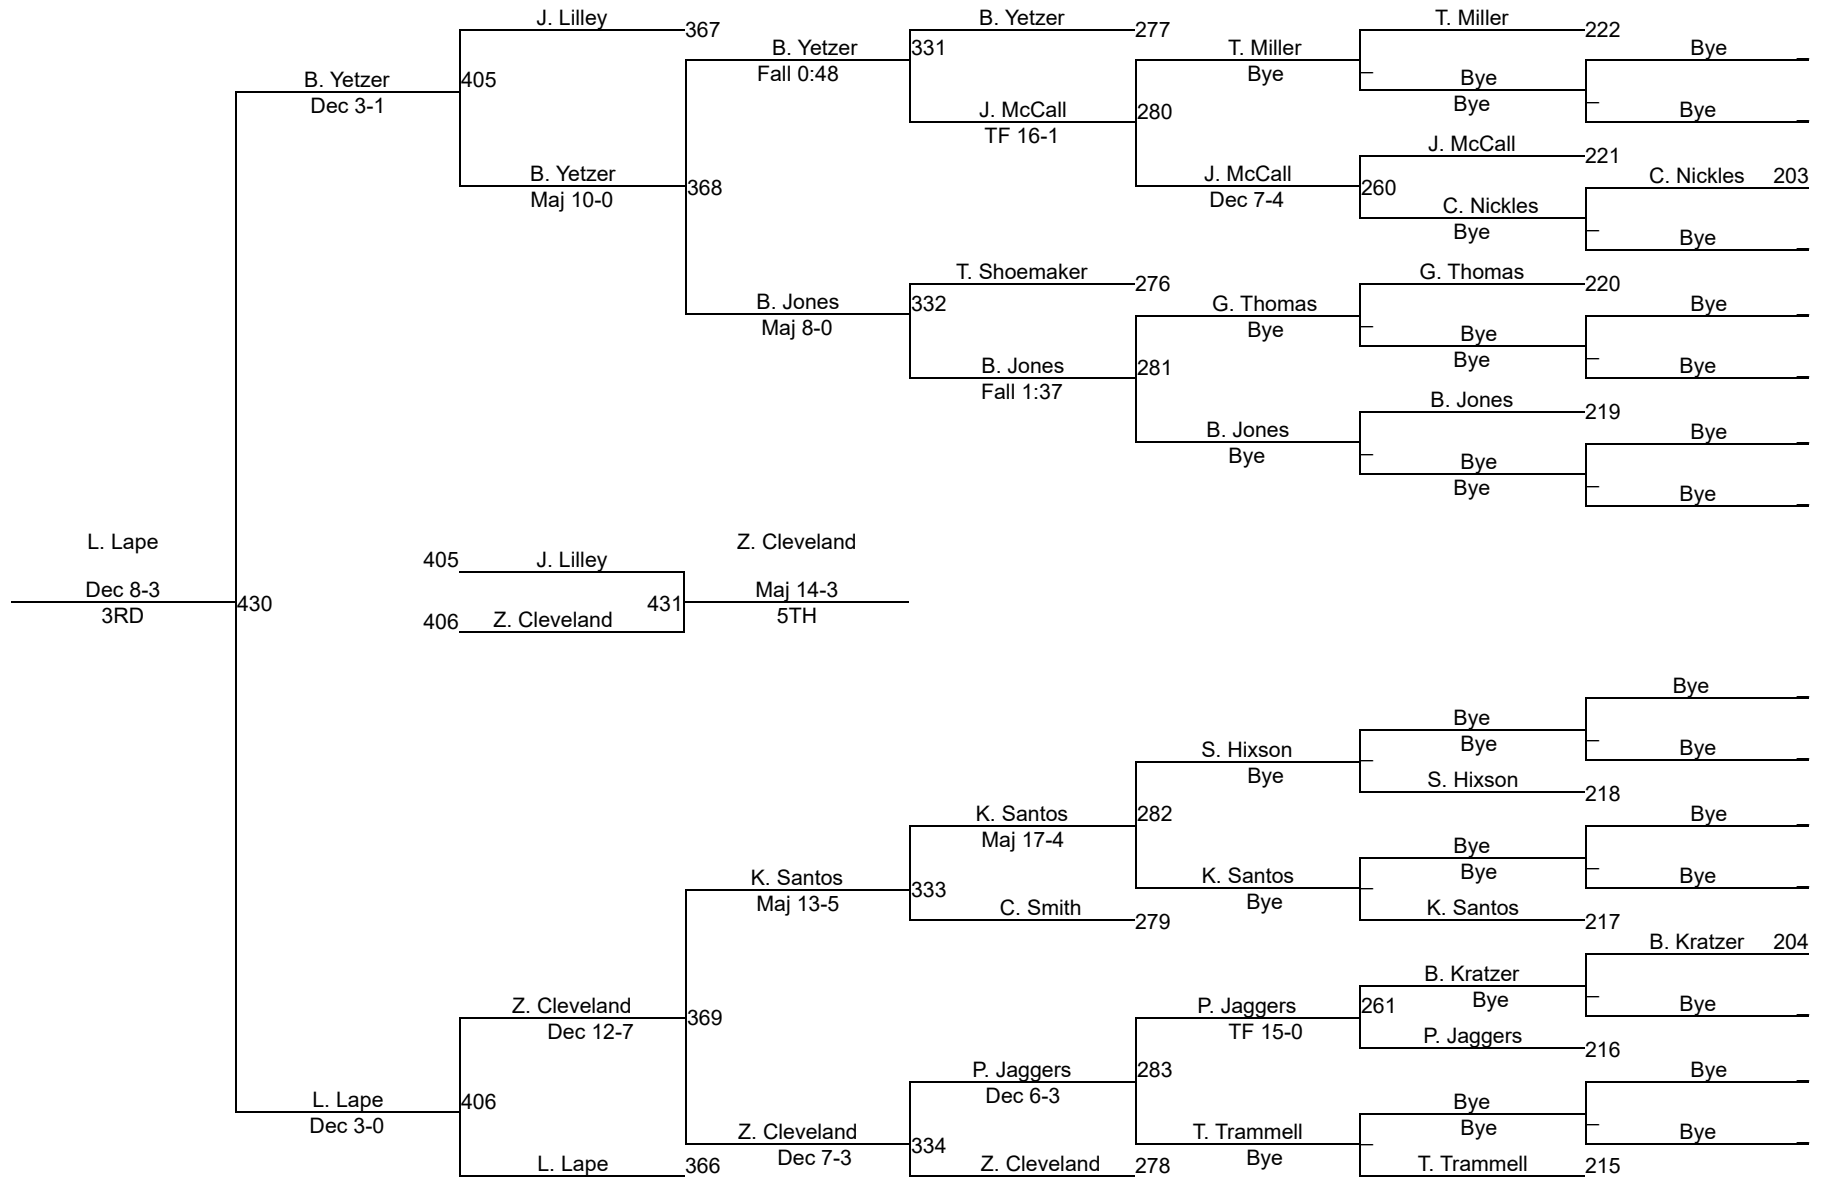 J. Lilley
B. Yetzer
T. Miller
367
277
222
B. Yetzer
331
T. Miller
Bye
Fall 0:48
Bye
B. Yetzer
405
Bye
Dec 3-1
Bye
J. McCall
280
Bye
TF 16-1
J. McCall
221
B. Yetzer
J. McCall
C. Nickles 203
Maj 10-0
368
Dec 7-4
260
C. Nickles
Bye
Bye
T. Shoemaker
276
G. Thomas
220
B. Jones
332
G. Thomas
Bye
Maj 8-0
Bye
Bye
Bye
B. Jones
281
Bye
Fall 1:37
B. Jones
219
B. Jones
Bye
Bye
Bye
Bye
Bye
L. Lape
Z. Cleveland
405
J. Lilley
Dec 8-3
Maj 14-3
430
431
3RD
5TH
406
Z. Cleveland
Bye
Bye
S. Hixson
Bye
Bye
Bye
S. Hixson
218
K. Santos
282
Bye
Maj 17-4
Bye
K. Santos
K. Santos
Bye
Bye
Maj 13-5
333
Bye
C. Smith
279
K. Santos
217
B. Kratzer 204
B. Kratzer
Z. Cleveland
P. Jaggers
261
Bye
Bye
369
Dec 12-7
TF 15-0
P. Jaggers
216
P. Jaggers
283
Bye
Dec 6-3
L. Lape
406
Bye
Dec 3-0
Bye
Z. Cleveland
334
T. Trammell
Bye
Dec 7-3
Bye
L. Lape
366
Z. Cleveland
278
T. Trammell
215